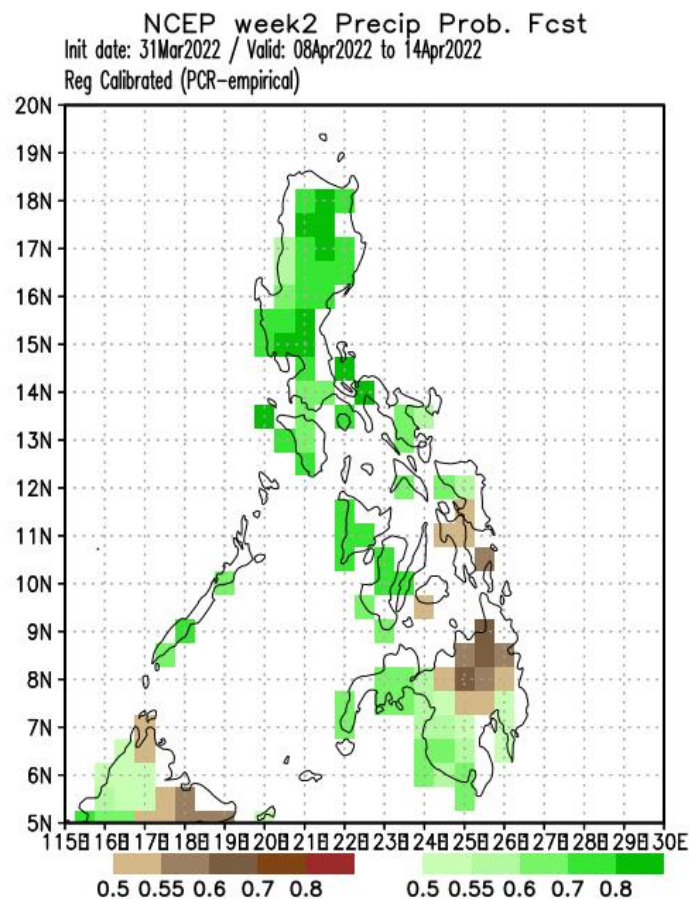 NCEP week2 Precip Prob. Fcst
Init date: 31Mar2022 / Valid: 08Apr2022 to 14Apr2022
Reg Calibrated (PCR-empirical)
20N
19N
18N
17N
16N
15N
14N
13N
12N
11N
10N
9N
8N
7N
6N
5N
115E 116E 117E 118E 119E 120E 121E 122E 123E 124E 125E 126E 127E 128E 129E 130E
0.5 0.55 0.6 0.7 0.8 0.5 0.55 0.6 0.7 0.8